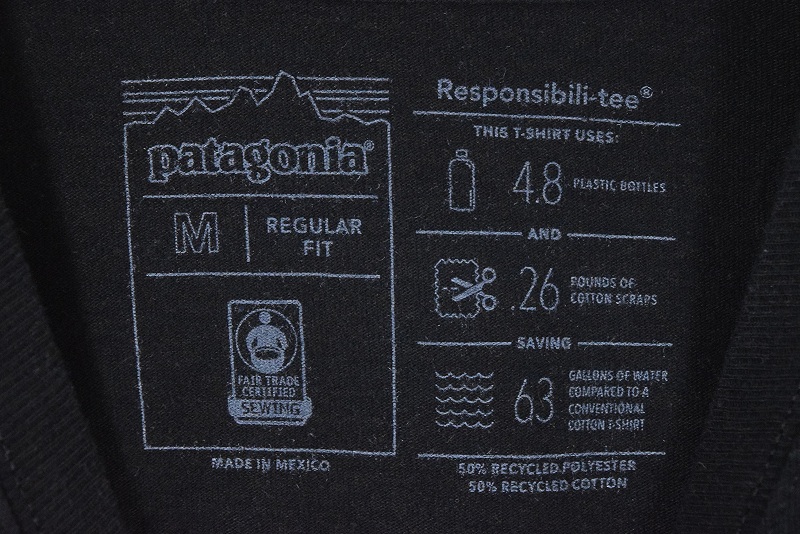 patagonia®
M
REGULAR
FIT
FAIR TRADE
CERTIFIED
SEWING
MADE IN MEXICO
Responsibili-tee®
THIS T-SHIRT USES:
4.8 PLASTIC BOTTLES
AND
.26 POUNDS OF
COTTON SCRAPS
SAVING
63 GALLONS OF WATER
COMPARED TO A
CONVENTIONAL
COTTON T-SHIRT
50% RECYCLED POLYESTER
50% RECYCLED COTTON